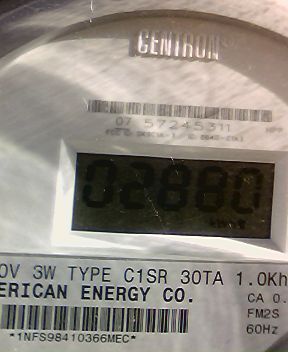 CENTRON
07 57245311
02880
0V 3W TYPE C1SR 30TA 1.0Kh
ERICAN ENERGY CO.
CA 0.
FM2S
60Hz
*1NFS98410366MEC*